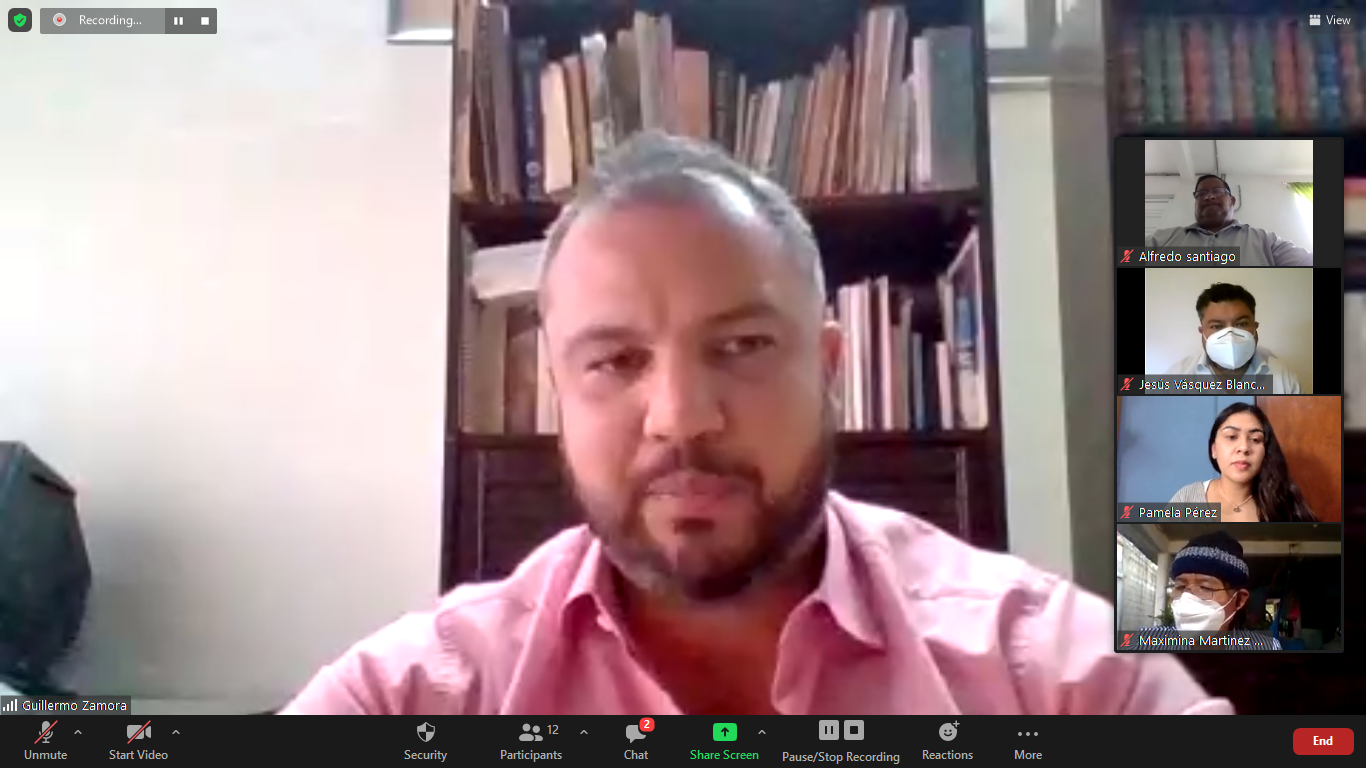 Recording...
View
Alfredo santiago
Jesús Vásquez Blanc...
Pamela Pérez
Maximina Martinez ...
Guillermo Zamora
Unmute
Start Video
Security
Participants
12
Chat
2
Share Screen
Pause/Stop Recording
Reactions
More
End